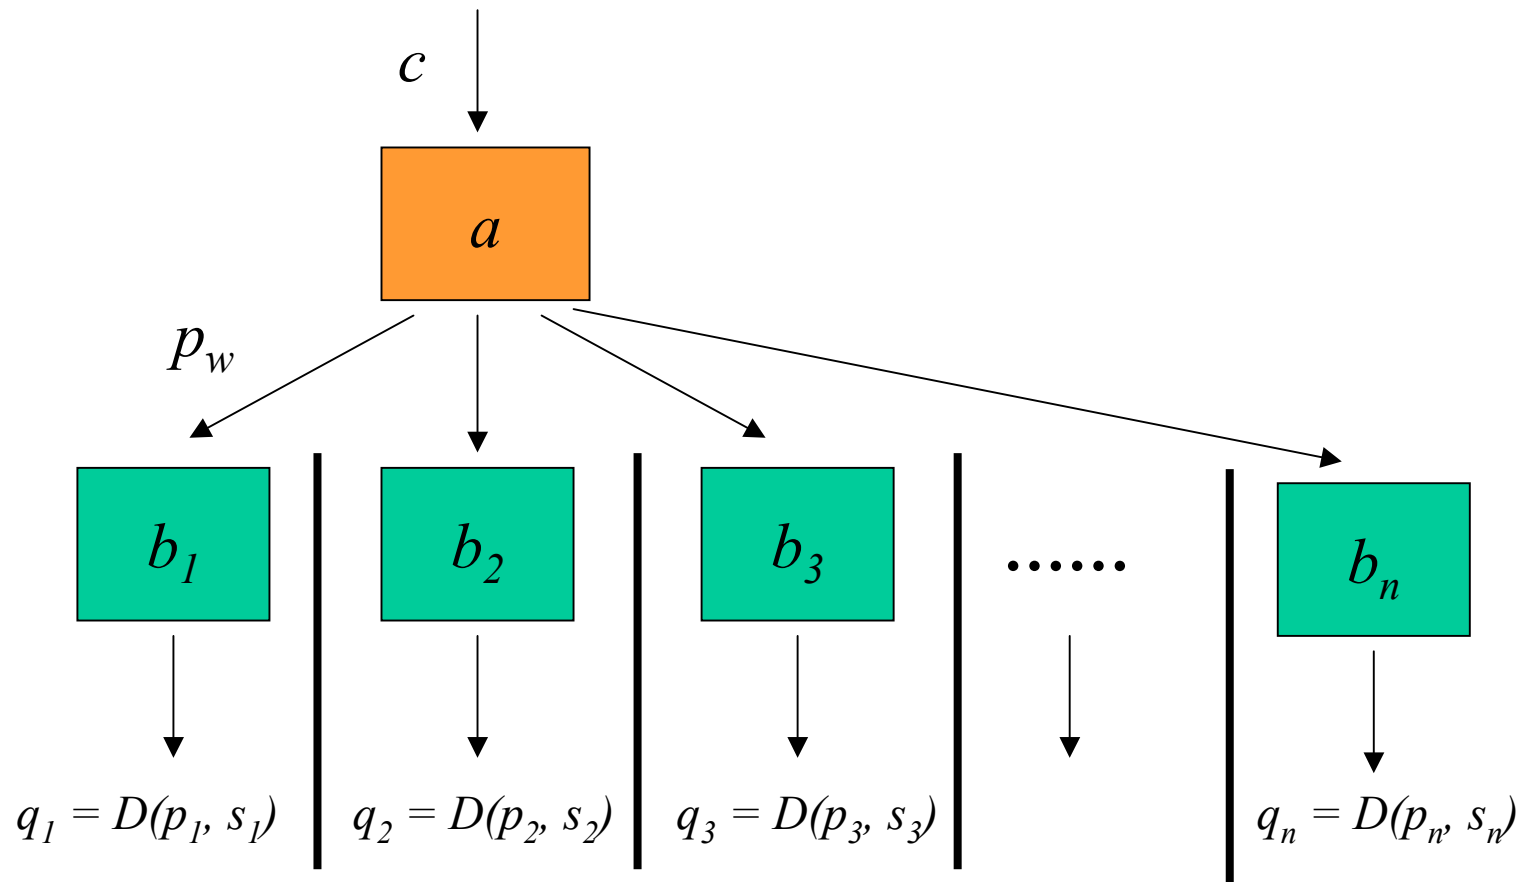 c
a
p_w
b_1 b_2 b_3 ...... b_n
q_1 = D(p_1, s_1) q_2 = D(p_2, s_2) q_3 = D(p_3, s_3) q_n = D(p_n, s_n)